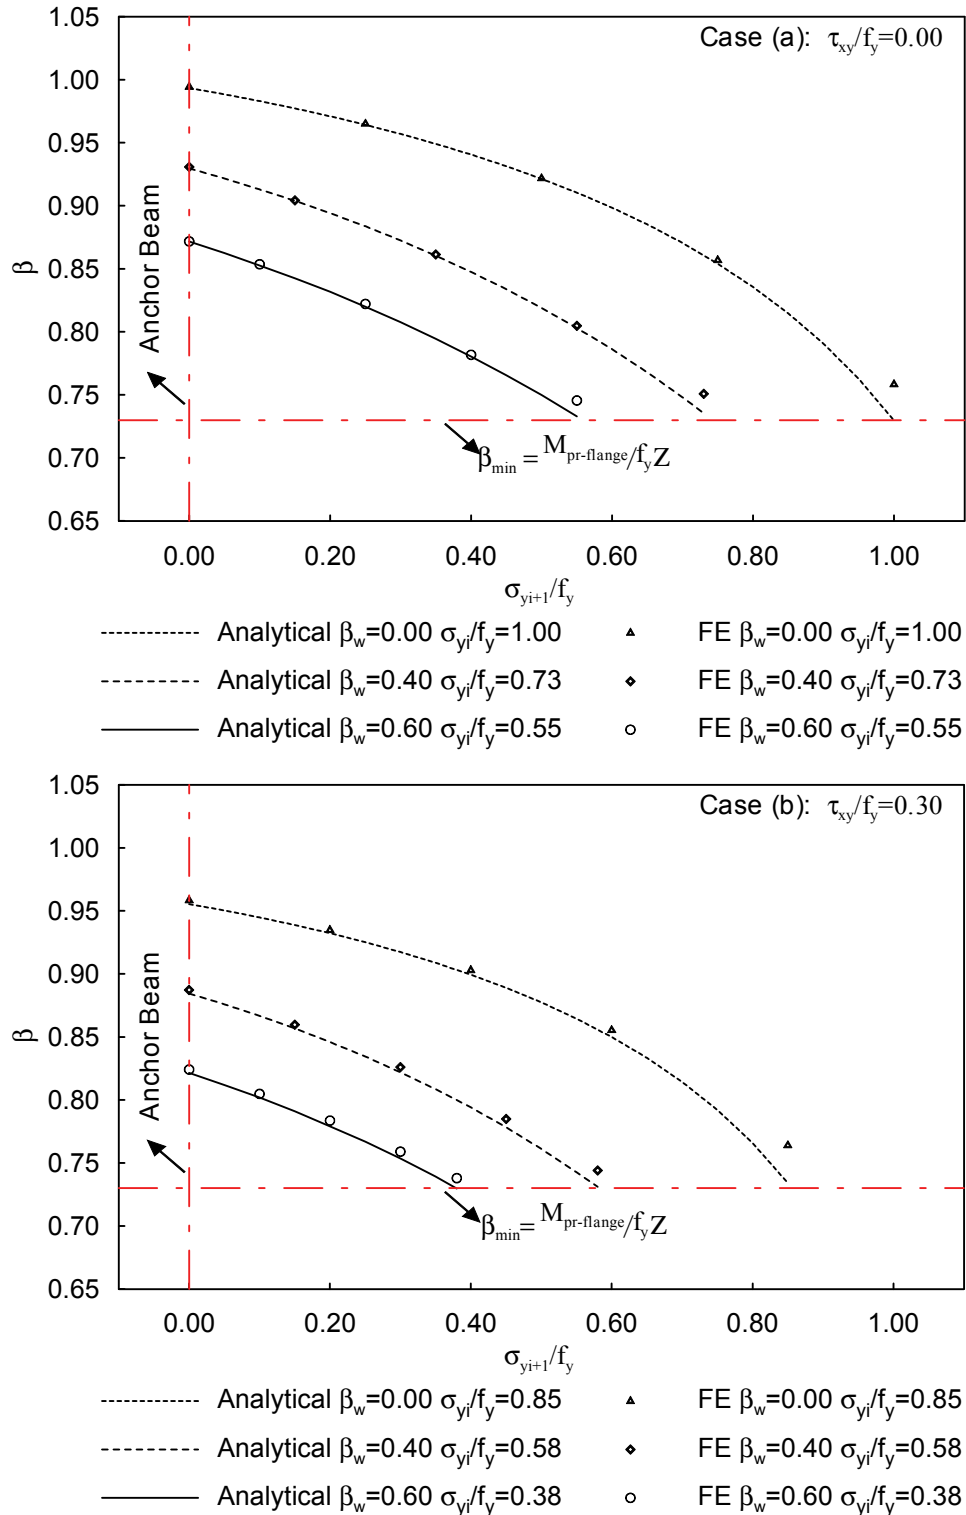 Case (a): τxy/fy=0.00
1.05
1.00
0.95
0.90
0.85
0.80
0.75
0.70
0.65
β
Anchor Beam
βmin = Mpr-flange/fyZ
0.00 0.20 0.40 0.60 0.80 1.00
σyi+1/fy
Analytical βw=0.00 σyi/fy=1.00 FE βw=0.00 σyi/fy=1.00
Analytical βw=0.40 σyi/fy=0.73 FE βw=0.40 σyi/fy=0.73
Analytical βw=0.60 σyi/fy=0.55 FE βw=0.60 σyi/fy=0.55
Case (b): τxy/fy=0.30
1.05
1.00
0.95
0.90
0.85
0.80
0.75
0.70
0.65
β
Anchor Beam
βmin= Mpr-flange/fyZ
0.00 0.20 0.40 0.60 0.80 1.00
σyi+1/fy
Analytical βw=0.00 σyi/fy=0.85 FE βw=0.00 σyi/fy=0.85
Analytical βw=0.40 σyi/fy=0.58 FE βw=0.40 σyi/fy=0.58
Analytical βw=0.60 σyi/fy=0.38 FE βw=0.60 σyi/fy=0.38